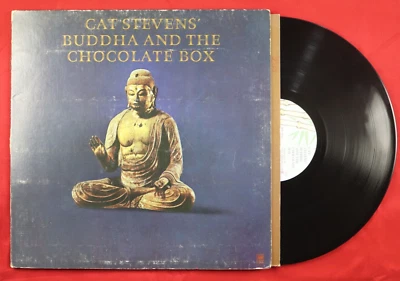 CAT STEVENS'
BUDDHA AND THE
CHOCOLATE BOX